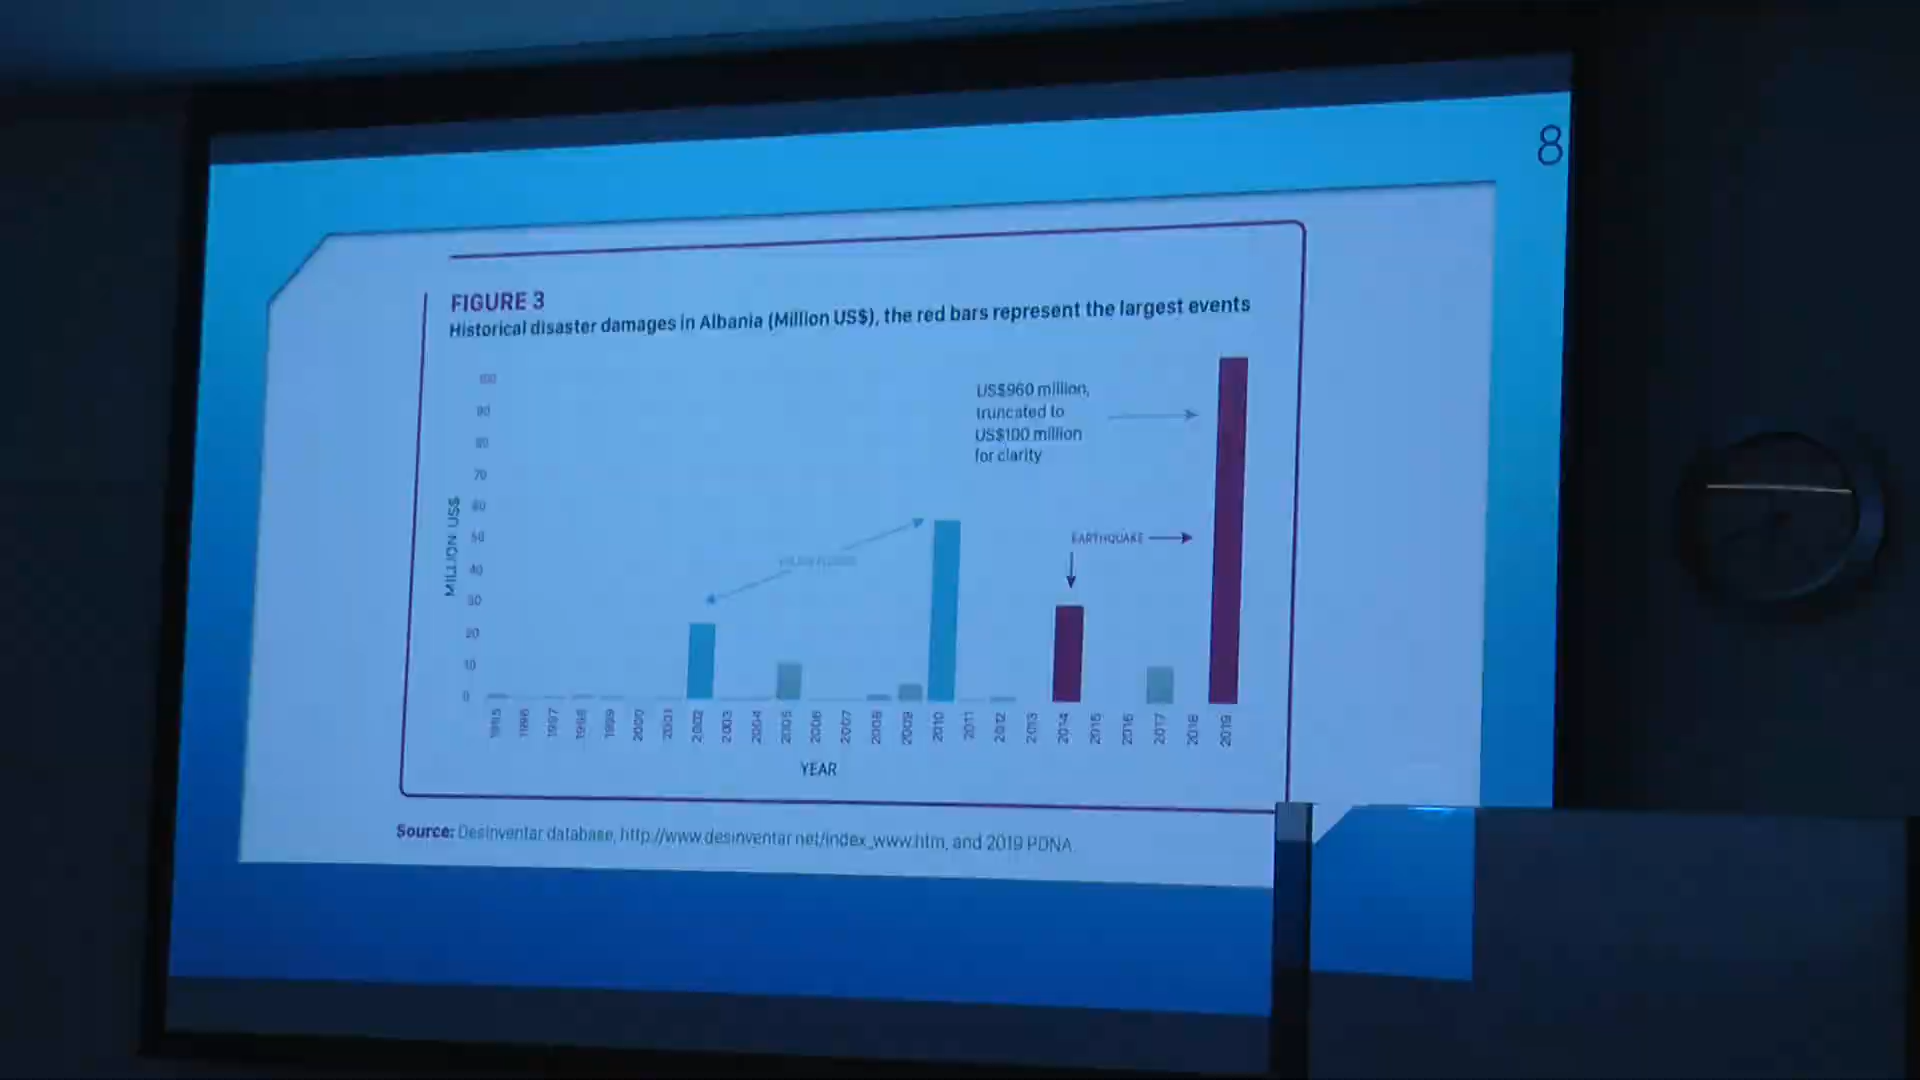 8
FIGURE 3
Historical disaster damages in Albania (Million US$), the red bars represent the largest events
100
90
80
70
60
50
40
30
20
10
0
MILLION US$
US$960 million,
truncated to
US$100 million
for clarity
EARTHQUAKE
1995 1996 1997 1998 1999 2000 2001 2002 2003 2004 2005 2006 2007 2008 2009 2010 2011 2012 2013 2014 2015 2016 2017 2018 2019
YEAR
Source: Desinventar database, http://www.desinventar.net/index_www.htm, and 2019 PDNA